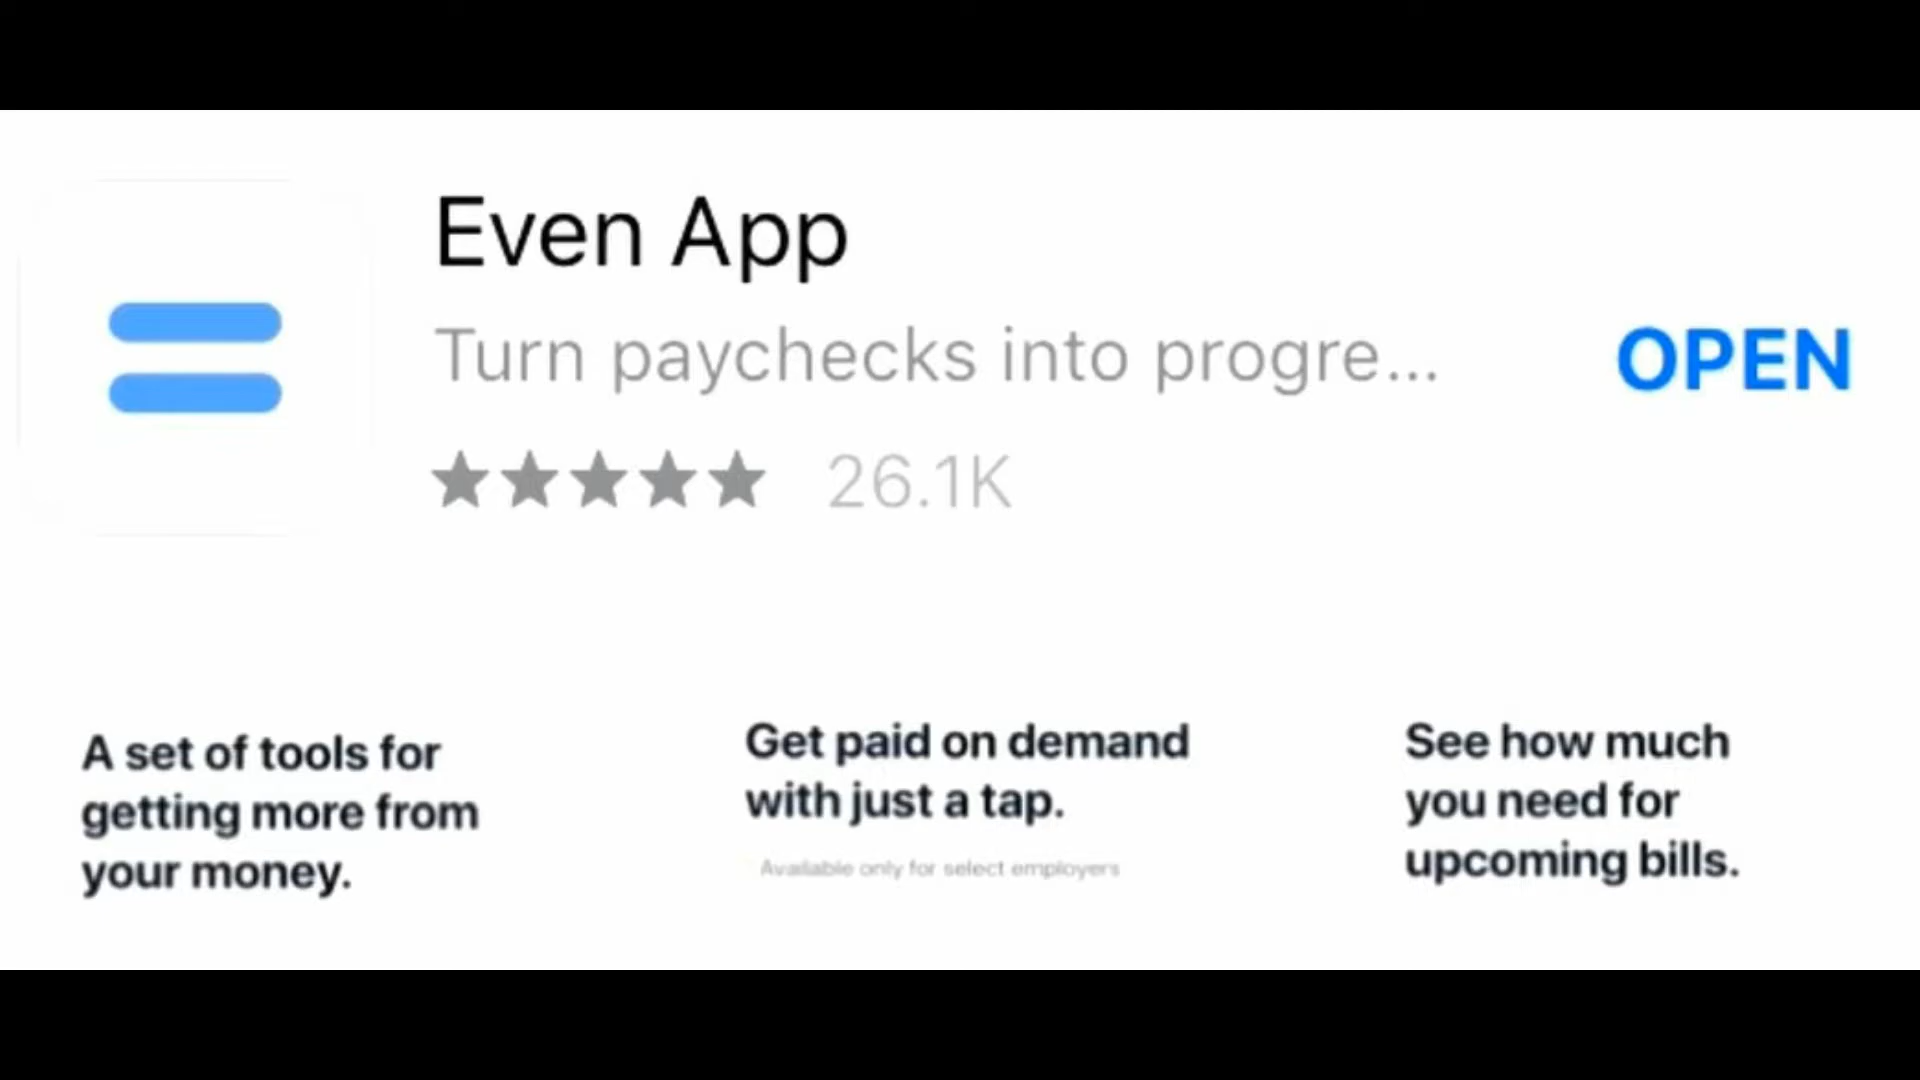 Even App
Turn paychecks into progre...
OPEN
26.1K
A set of tools for
getting more from
your money.
Get paid on demand
with just a tap.
Available only for select employers
See how much
you need for
upcoming bills.